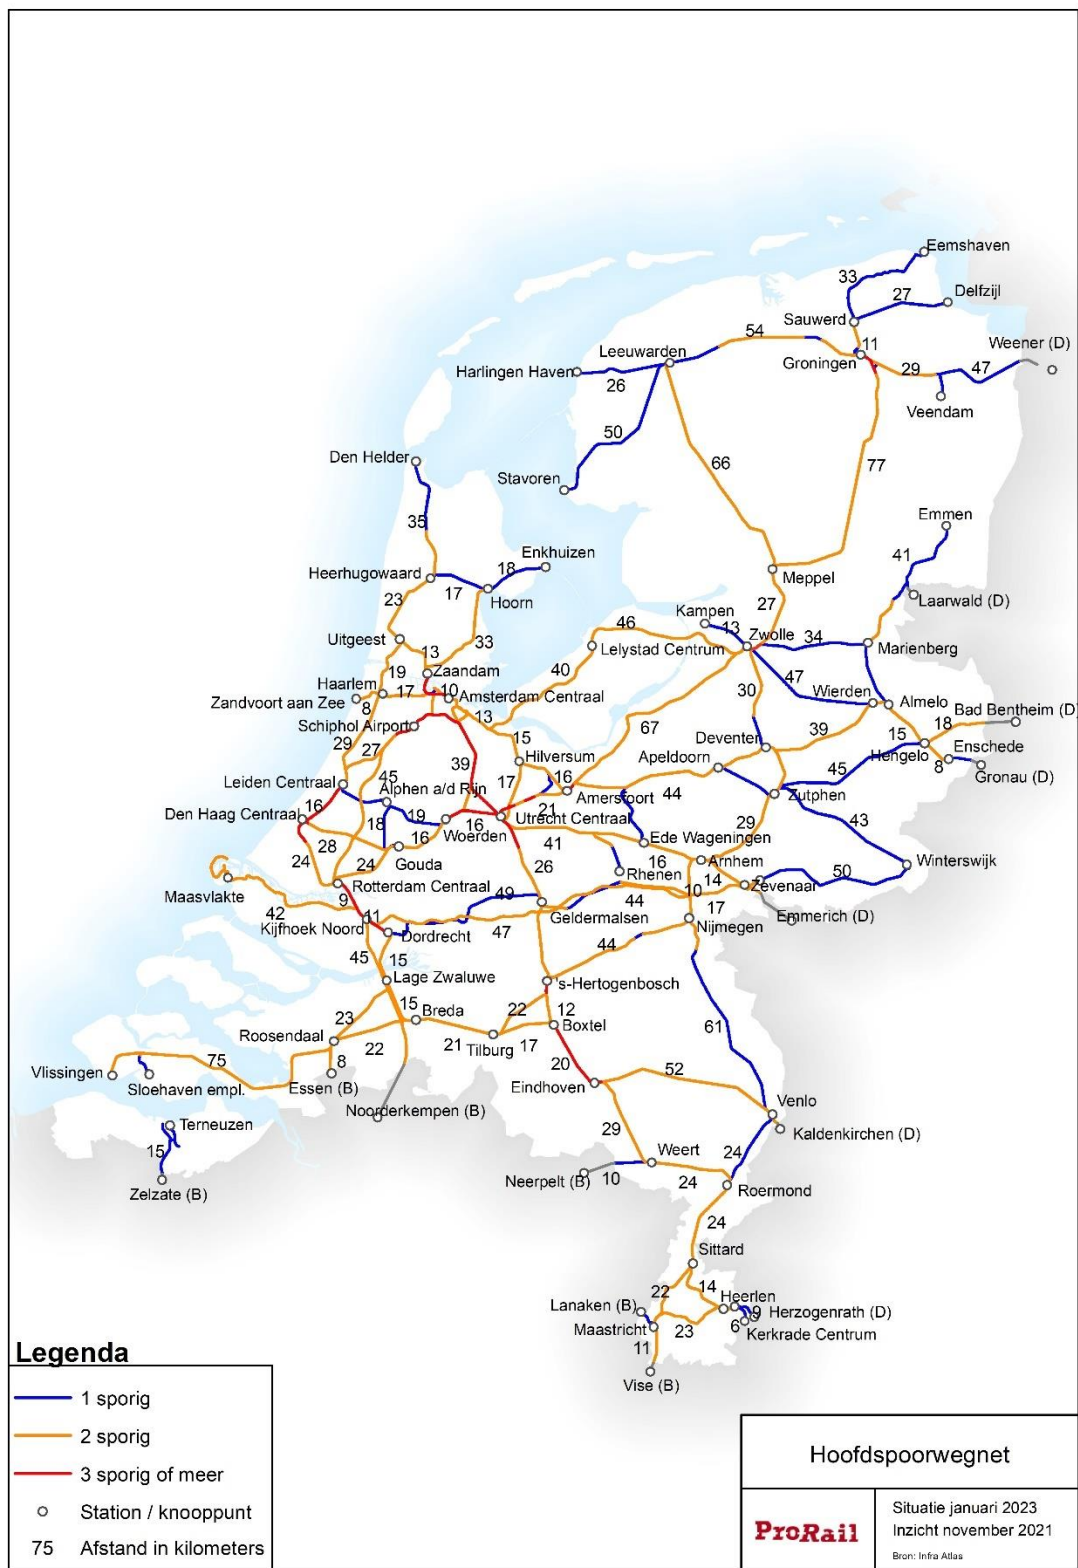 Eemshaven
33
27
Delfzijl
Sauwerd
54
11
Weener (D)
Leeuwarden
Groningen
29
47
Harlingen Haven
26
Veendam
50
Den Helder
66
77
Stavoren
35
Emmen
Enkhuizen
41
18
Heerhugowaard
17
Meppel
Hoorn
Laarwald (D)
23
27
Kampen
13
46
Zwolle
34
Uitgeest
33
13
Lelystad Centrum
Marienberg
19
Zaandam
40
47
Haarlem
17
10
Amsterdam Centraal
30
Wierden
Almelo
Zandvoort aan Zee
8
13
67
Bad Bentheim (D)
18
Schiphol Airport
15
Deventer
39
15
29
27
39
Hilversum
Apeldoorn
Hengelo
Enschede
8
45
Gronau (D)
Leiden Centraal
45
17
16
44
Alphen a/d Rijn
Amersfoort
Zutphen
16
19
21
Den Haag Centraal
Woerden
16
Utrecht Centraal
43
18
16
29
28
41
Ede Wageningen
24
Gouda
16
Arnhem
Winterswijk
26
Rhenen
14
50
Maasvlakte
Rotterdam Centraal
Zevenaar
9
49
44
10
42
11
Geldermalsen
17
Emmerich (D)
Kijfhoek Noord
Dordrecht
47
Nijmegen
45
15
44
Lage Zwaluwe
's-Hertogenbosch
15
Breda
22
12
23
Boxtel
61
Roosendaal
22
21
Tilburg
17
75
8
20
52
Vlissingen
Essen (B)
Eindhoven
Sloehaven empl.
Noorderkempen (B)
Venlo
Terneuzen
29
Kaldenkirchen (D)
15
Weert
24
Zelzate (B)
Neerpelt (B)
10
24
Roermond
24
Sittard
22
14
Heerlen
Lanaken (B)
9
Herzogenrath (D)
Maastricht
23
6
Kerkrade Centrum
11
Vise (B)
Legenda
1 sporig
2 sporig
3 sporig of meer
Station / knooppunt
75 Afstand in kilometers
Hoofdspoorwegnet
ProRail
Situatie januari 2023
Inzicht november 2021
Bron: Infra Atlas